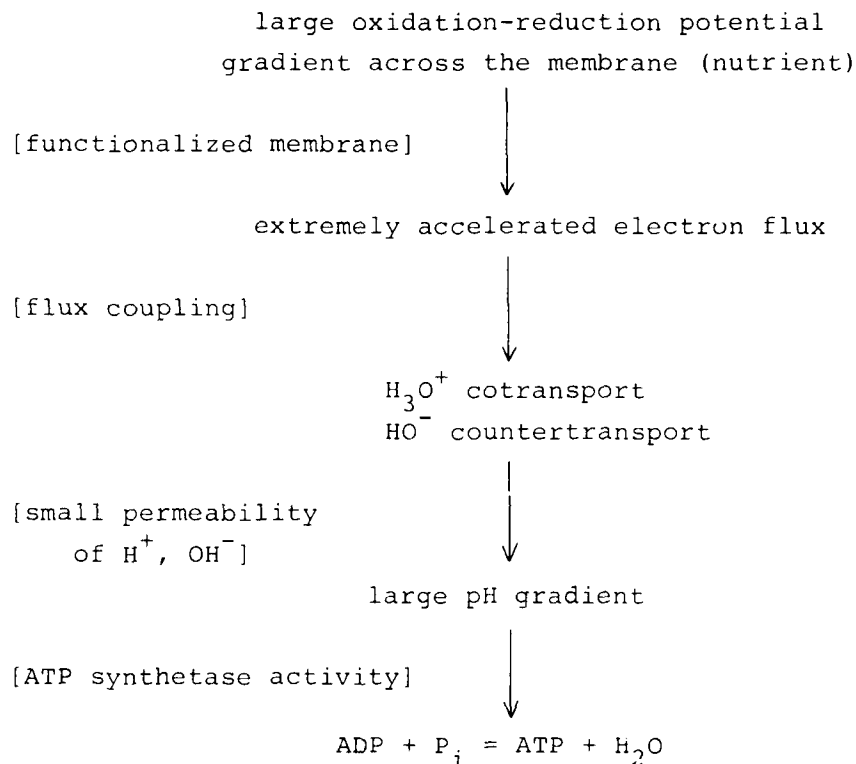 large oxidation-reduction potential
gradient across the membrane (nutrient)
[functionalized membrane]
extremely accelerated electron flux
[flux coupling]
H₃O⁺ cotransport
HO⁻ countertransport
[small permeability
of H⁺, OH⁻]
large pH gradient
[ATP synthetase activity]
ADP + Pᵢ = ATP + H₂O